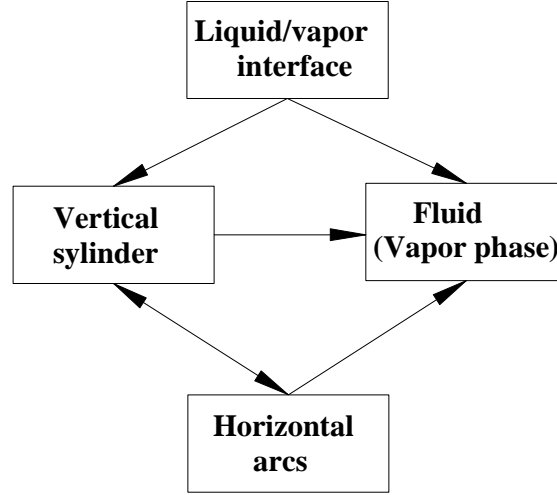 Liquid/vapor
interface
Vertical
sylinder
Fluid
(Vapor phase)
Horizontal
arcs